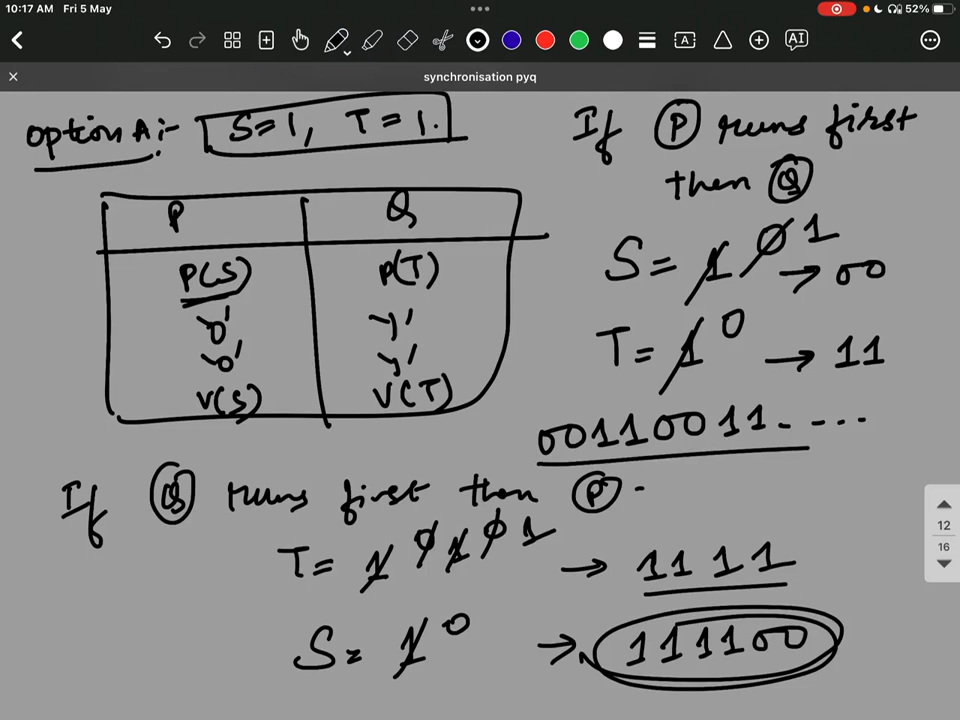 10:17 AM Fri 5 May
52%
synchronisation pyq
Option A:- S=1, T=1.
If P runs first
then Q
P Q
P(S) P(T)
'0' '1'
'0' '1'
V(S) V(T)
S= 1 0 1 → 00
T= 1 0 → 11
00110011-....
If Q runs first then P.
T= 1 0 1 0 1 → 1111
S= 1 0 → 111100
12
16